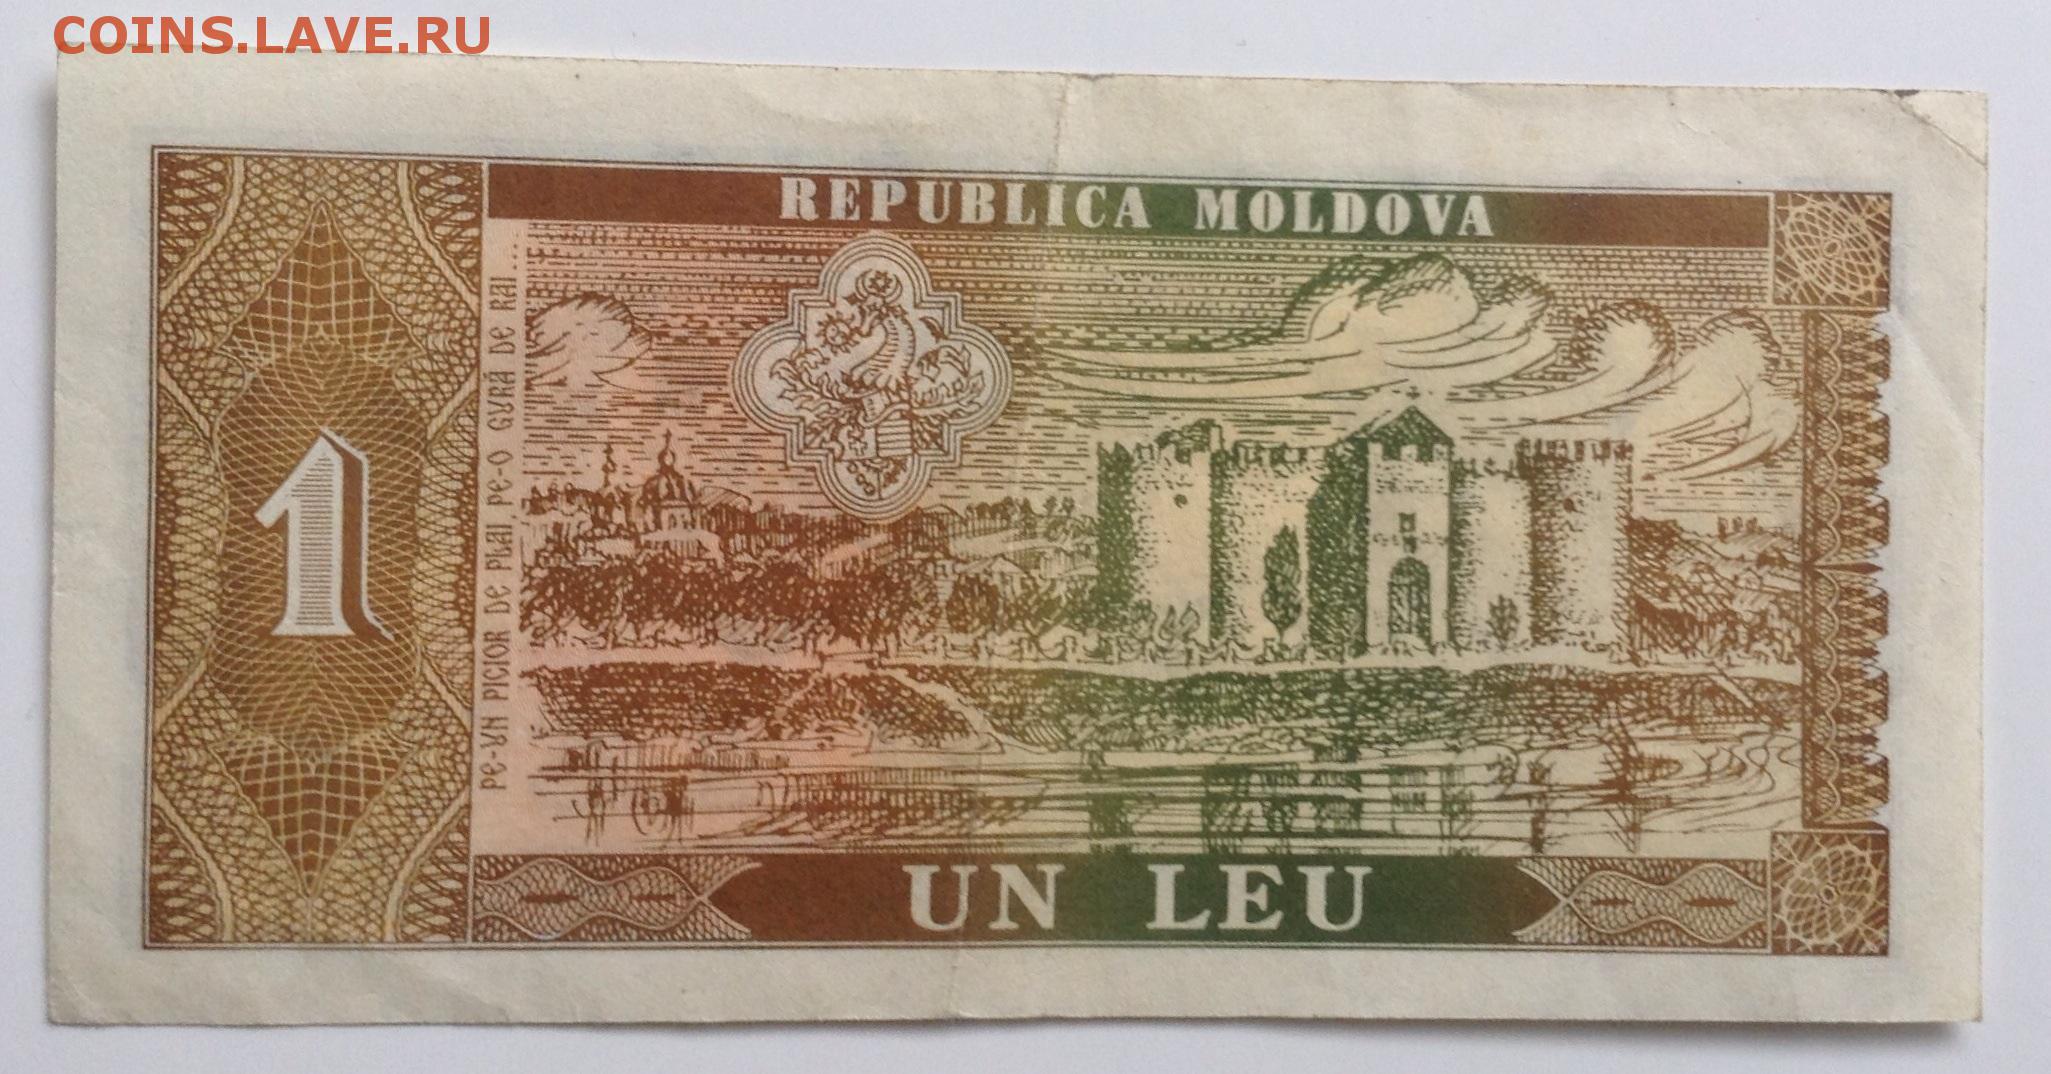 COINS.LAVE.RU
REPUBLICA MOLDOVA
PE-UN PICIOR DE PLAI PE-O GURĂ DE RAI ...
1
UN LEU